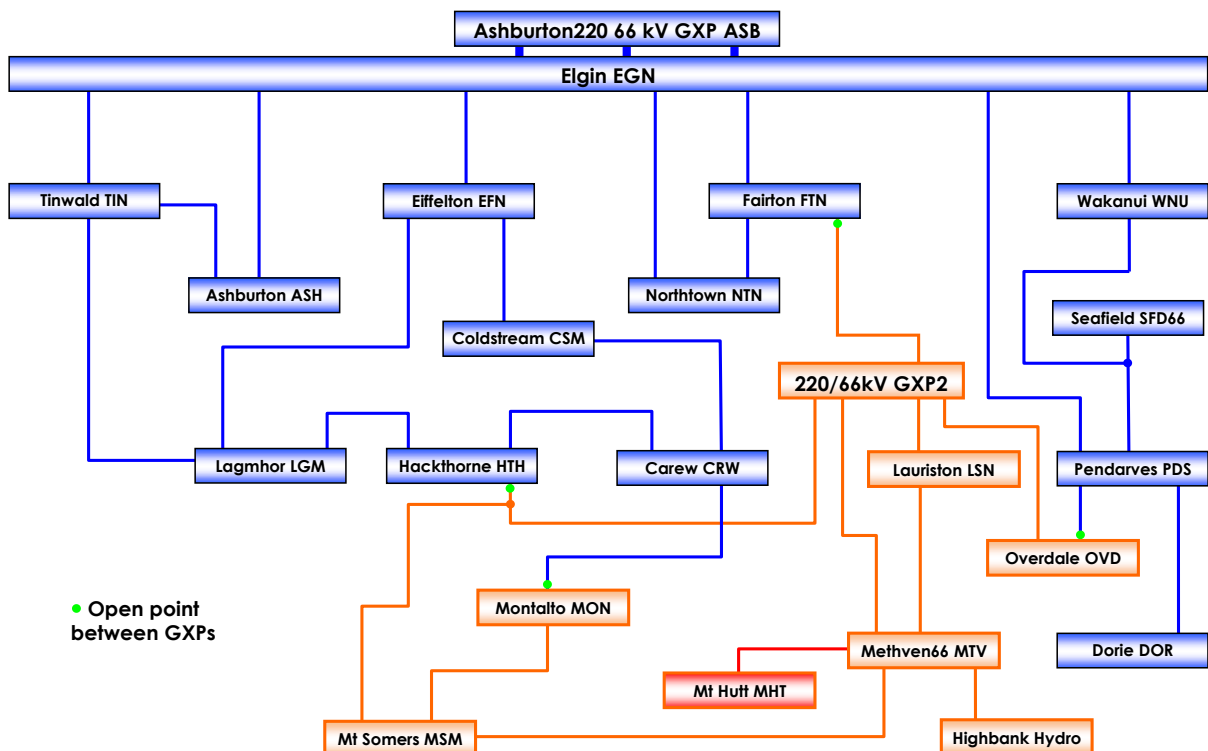 Ashburton220 66 kV GXP ASB
Elgin EGN
Tinwald TIN
Eiffelton EFN
Fairton FTN
Wakanui WNU
Ashburton ASH
Northtown NTN
Seafield SFD66
Coldstream CSM
220/66kV GXP2
Lagmhor LGM
Hackthorne HTH
Carew CRW
Lauriston LSN
Pendarves PDS
Overdale OVD
Montalto MON
Open point
between GXPs
Methven66 MTV
Dorie DOR
Mt Hutt MHT
Mt Somers MSM
Highbank Hydro